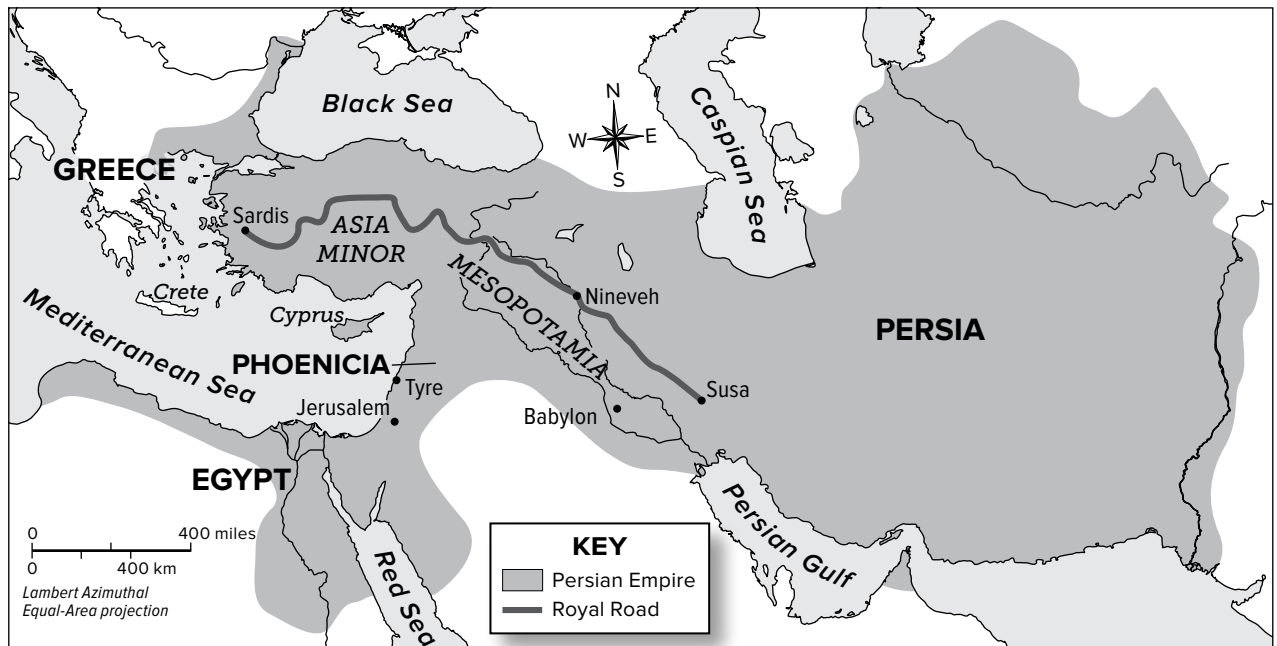 Black Sea
Caspian Sea
N
W
E
S
GREECE
Sardis
ASIA
MINOR
MESOPOTAMIA
Nineveh
Crete
Cyprus
Mediterranean Sea
PERSIA
PHOENICIA
Tyre
Susa
Jerusalem
Babylon
EGYPT
Persian Gulf
Red Sea
0
400 miles
0
400 km
Lambert Azimuthal
Equal-Area projection
KEY
Persian Empire
Royal Road